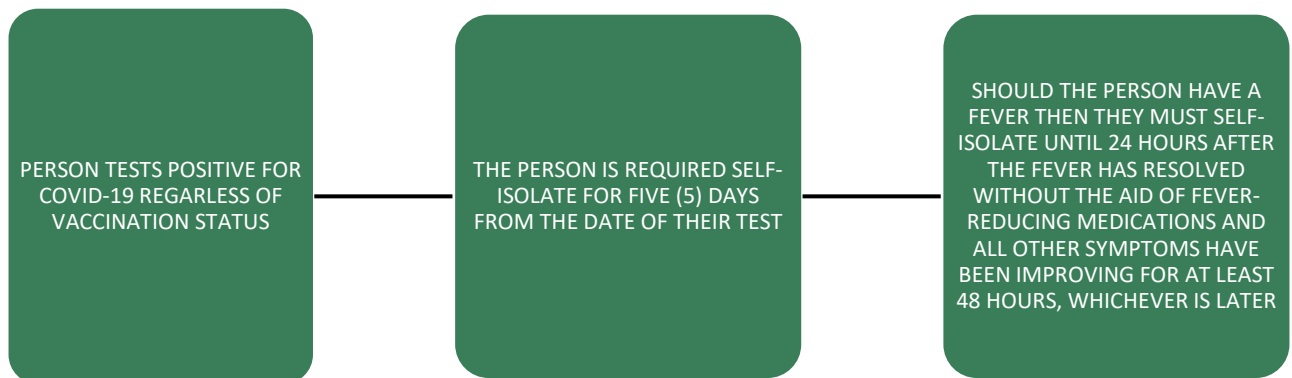 PERSON TESTS POSITIVE FOR
COVID-19 REGARLESS OF
VACCINATION STATUS
THE PERSON IS REQUIRED SELF-
ISOLATE FOR FIVE (5) DAYS
FROM THE DATE OF THEIR TEST
SHOULD THE PERSON HAVE A
FEVER THEN THEY MUST SELF-
ISOLATE UNTIL 24 HOURS AFTER
THE FEVER HAS RESOLVED
WITHOUT THE AID OF FEVER-
REDUCING MEDICATIONS AND
ALL OTHER SYMPTOMS HAVE
BEEN IMPROVING FOR AT LEAST
48 HOURS, WHICHEVER IS LATER